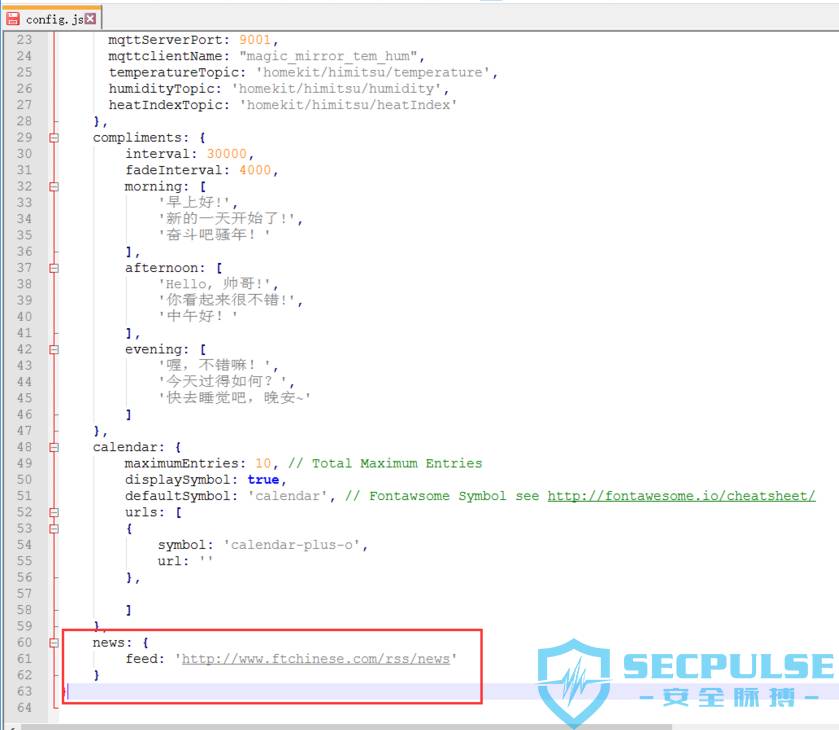 config.js
23 mqttServerPort: 9001,
24 mqttclientName: "magic_mirror_tem_hum",
25 temperatureTopic: 'homekit/himitsu/temperature',
26 humidityTopic: 'homekit/himitsu/humidity',
27 heatIndexTopic: 'homekit/himitsu/heatIndex'
28 },
29 compliments: {
30 interval: 30000,
31 fadeInterval: 4000,
32 morning: [
33 '早上好!',
34 '新的一天开始了!',
35 '奋斗吧骚年！'
36 ],
37 afternoon: [
38 'Hello, 帅哥!',
39 '你看起来很不错!',
40 '中午好！'
41 ],
42 evening: [
43 '喔，不错嘛！',
44 '今天过得如何？',
45 '快去睡觉吧，晚安~'
46 ]
47 },
48 calendar: {
49 maximumEntries: 10, // Total Maximum Entries
50 displaySymbol: true,
51 defaultSymbol: 'calendar', // Fontawsome Symbol see http://fontawesome.io/cheatsheet/
52 urls: [
53 {
54 symbol: 'calendar-plus-o',
55 url: ''
56 },
57
58 ]
59 },
60 news: {
61 feed: 'http://www.ftchinese.com/rss/news'
62 }
63 }
64
SECPULSE
-安全脉搏-